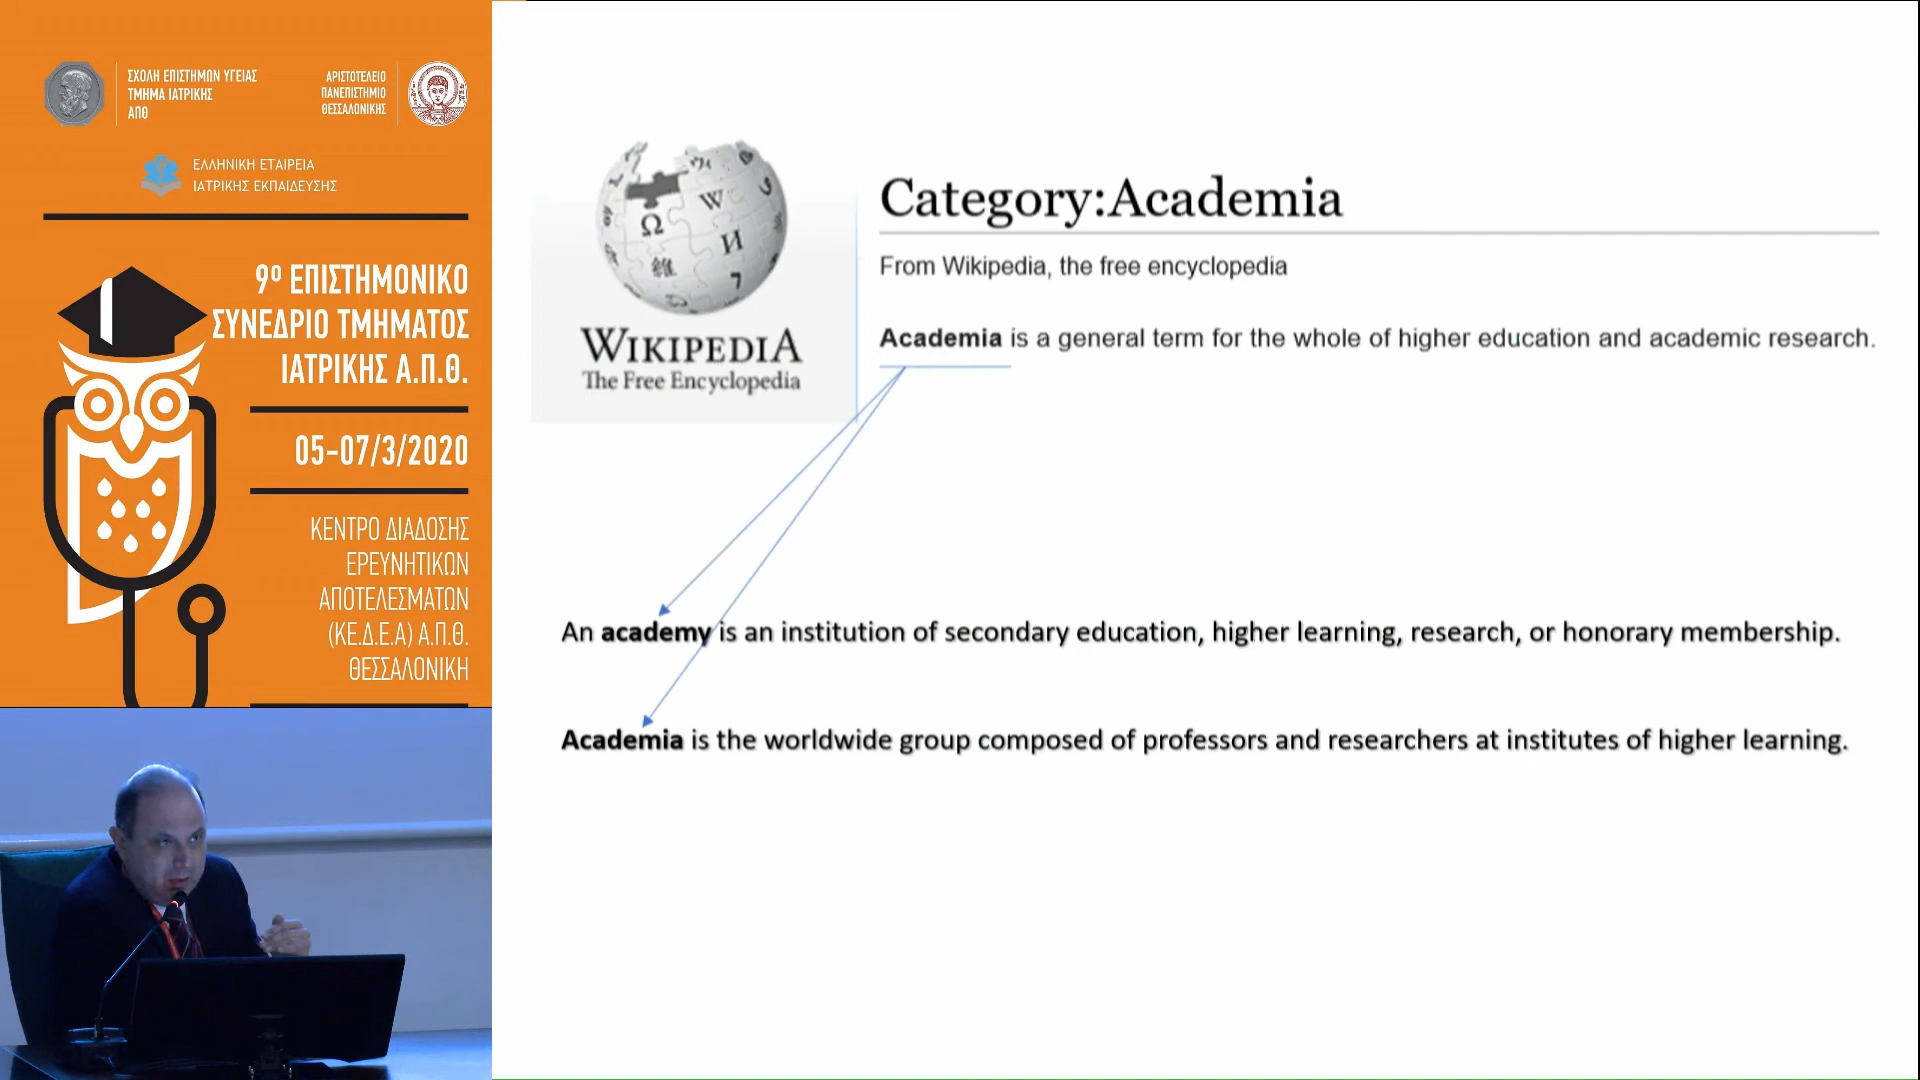 ΣΧΟΛΗ ΕΠΙΣΤΗΜΩΝ ΥΓΕΙΑΣ
ΤΜΗΜΑ ΙΑΤΡΙΚΗΣ
ΑΠΘ
ΑΡΙΣΤΟΤΕΛΕΙΟ
ΠΑΝΕΠΙΣΤΗΜΙΟ
ΘΕΣΣΑΛΟΝΙΚΗΣ
ΕΛΛΗΝΙΚΗ ΕΤΑΙΡΕΙΑ
ΙΑΤΡΙΚΗΣ ΕΚΠΑΙΔΕΥΣΗΣ
9º ΕΠΙΣΤΗΜΟΝΙΚΟ
ΣΥΝΕΔΡΙΟ ΤΜΗΜΑΤΟΣ
ΙΑΤΡΙΚΗΣ Α.Π.Θ.
05-07/3/2020
ΚΕΝΤΡΟ ΔΙΑΔΟΣΗΣ
ΕΡΕΥΝΗΤΙΚΩΝ
ΑΠΟΤΕΛΕΣΜΑΤΩΝ
(ΚΕ.Δ.Ε.Α) Α.Π.Θ.
ΘΕΣΣΑΛΟΝΙΚΗ
Ω W И 維 7
WIKIPEDIA
The Free Encyclopedia
Category:Academia
From Wikipedia, the free encyclopedia
Academia is a general term for the whole of higher education and academic research.
An academy is an institution of secondary education, higher learning, research, or honorary membership.
Academia is the worldwide group composed of professors and researchers at institutes of higher learning.